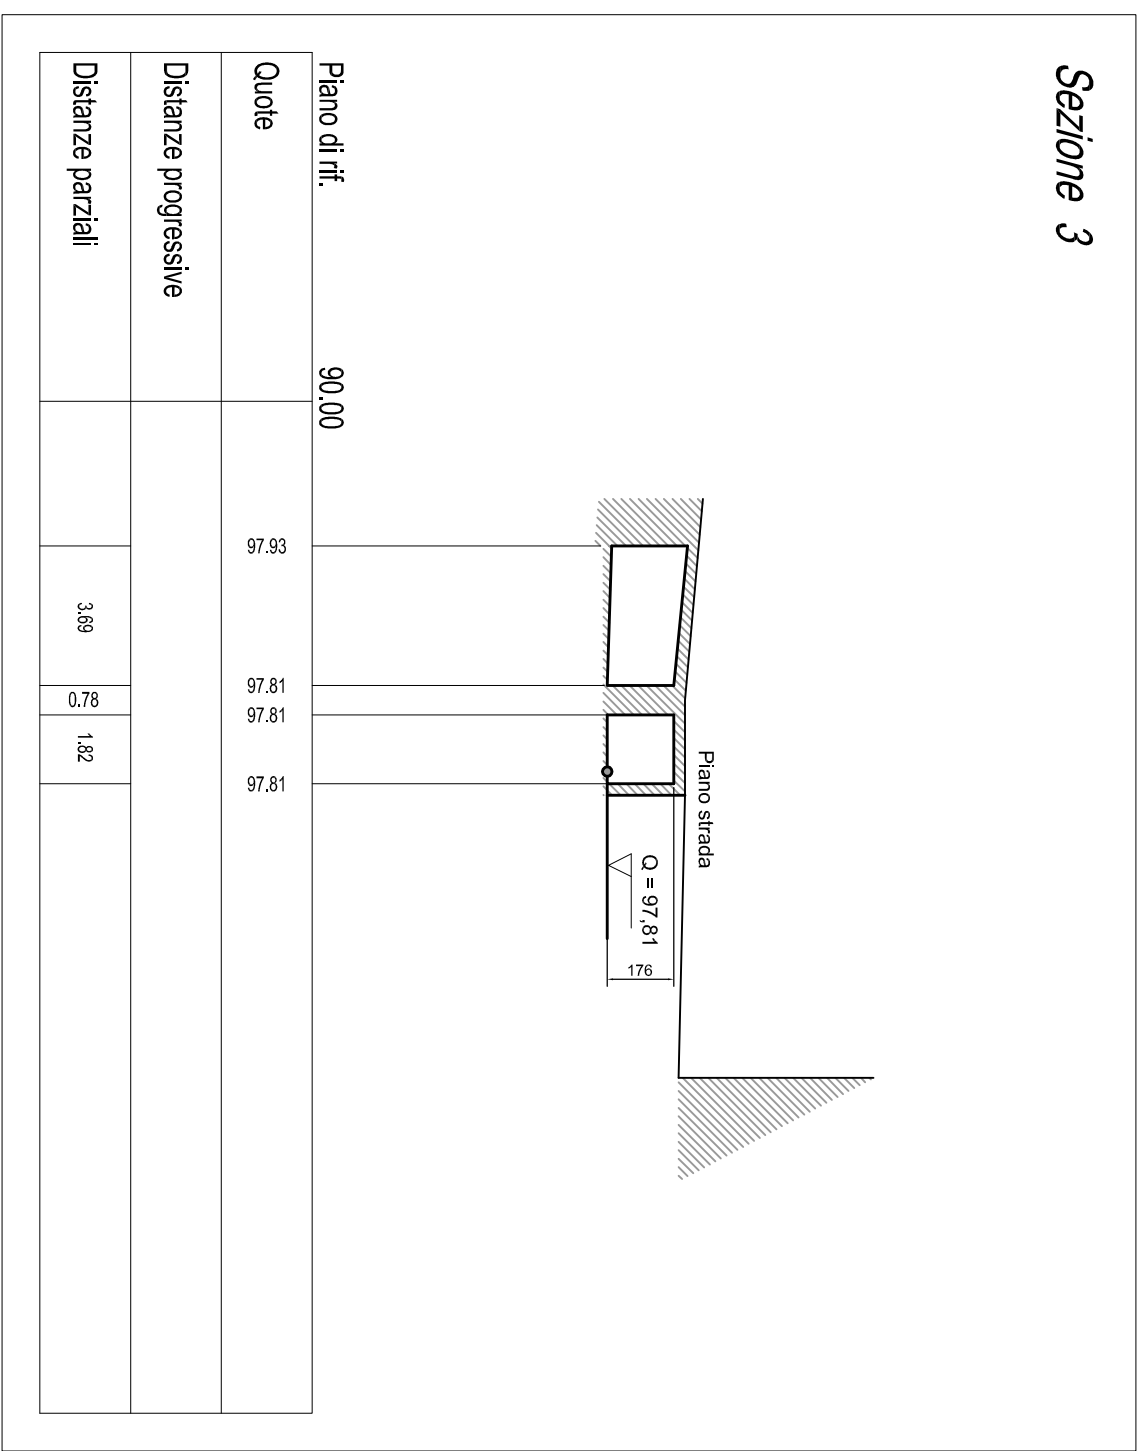 Sezione 3
Piano strada
Q = 97,81
176
Piano di rif. 90.00
Quote 97.93 97.81 97.81 97.81
Distanze progressive
Distanze parziali 3.69 0.78 1.82